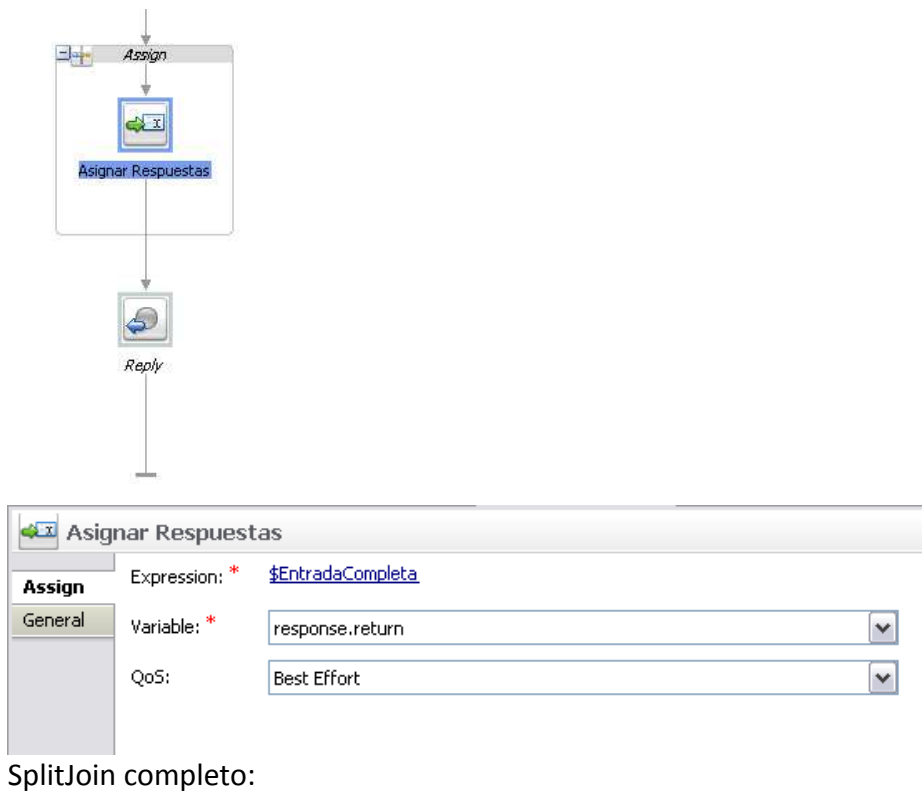 Assign
Asignar Respuestas
Reply
Asignar Respuestas
Assign
Expression: * $EntradaCompleta
General
Variable: * response.return
QoS: Best Effort
SplitJoin completo: